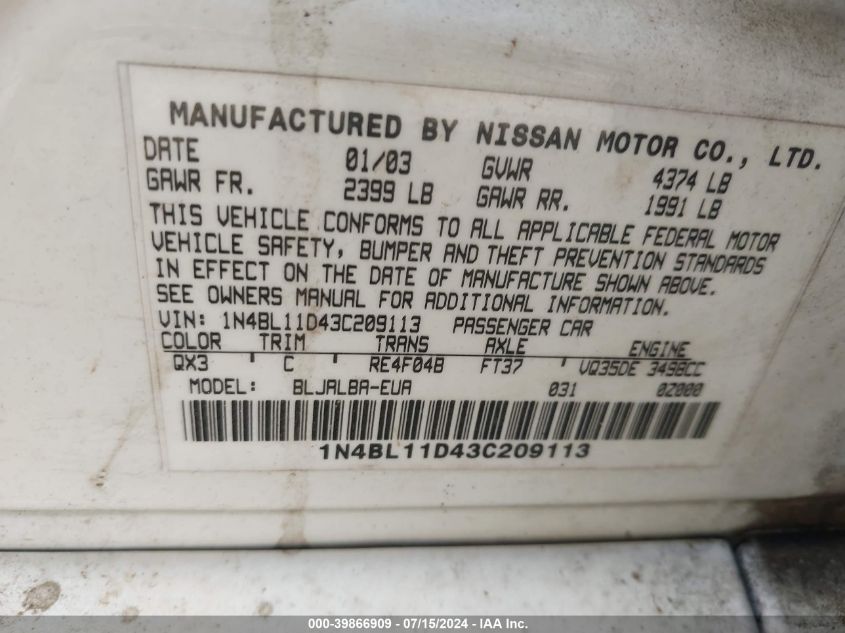 MANUFACTURED BY NISSAN MOTOR CO., LTD.
DATE 01/03 GVWR 4374 LB
GAWR FR. 2399 LB GAWR RR. 1991 LB
THIS VEHICLE CONFORMS TO ALL APPLICABLE FEDERAL MOTOR
VEHICLE SAFETY, BUMPER AND THEFT PREVENTION STANDARDS
IN EFFECT ON THE DATE OF MANUFACTURE SHOWN ABOVE.
SEE OWNERS MANUAL FOR ADDITIONAL INFORMATION.
VIN: 1N4BL11D43C209113 PASSENGER CAR
COLOR TRIM TRANS AXLE ENGINE
QX3 ' C ' RE4F04B FT37 ' VQ35DE 3498CC
MODEL: BLJALBA-EUA 031 0Z000
1N4BL11D43C209113
000-39866909 - 07/15/2024 - IAA Inc.